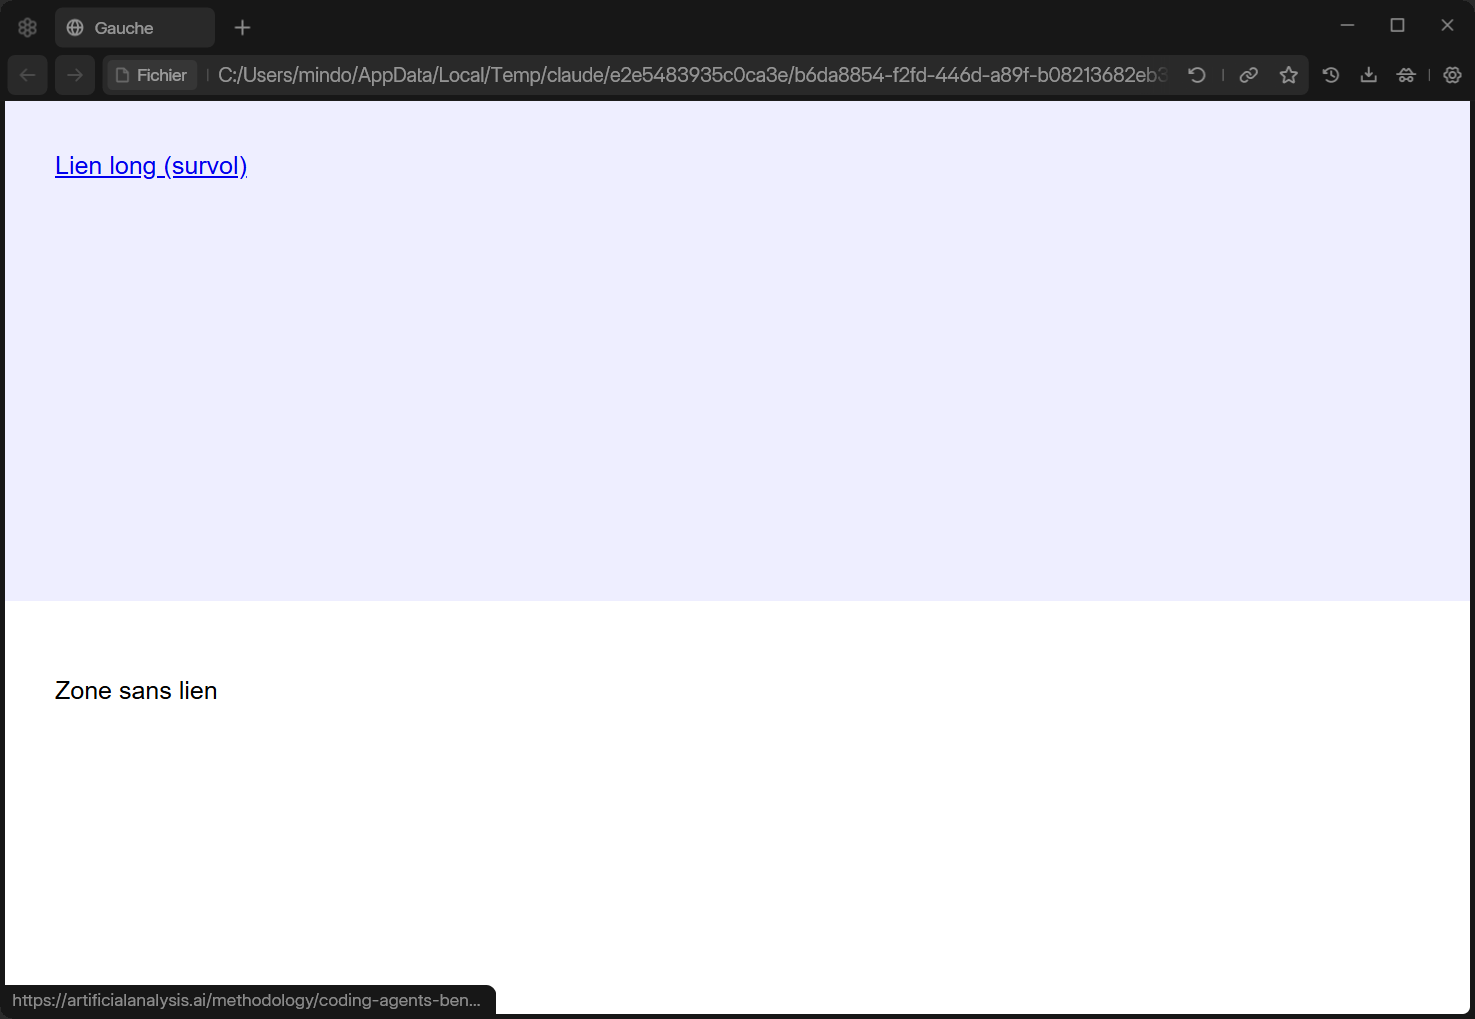 Gauche
Fichier
C:/Users/mindo/AppData/Local/Temp/claude/e2e5483935c0ca3e/b6da8854-f2fd-446d-a89f-b08213682eb3
Lien long (survol)
Zone sans lien
https://artificialanalysis.ai/methodology/coding-agents-ben...